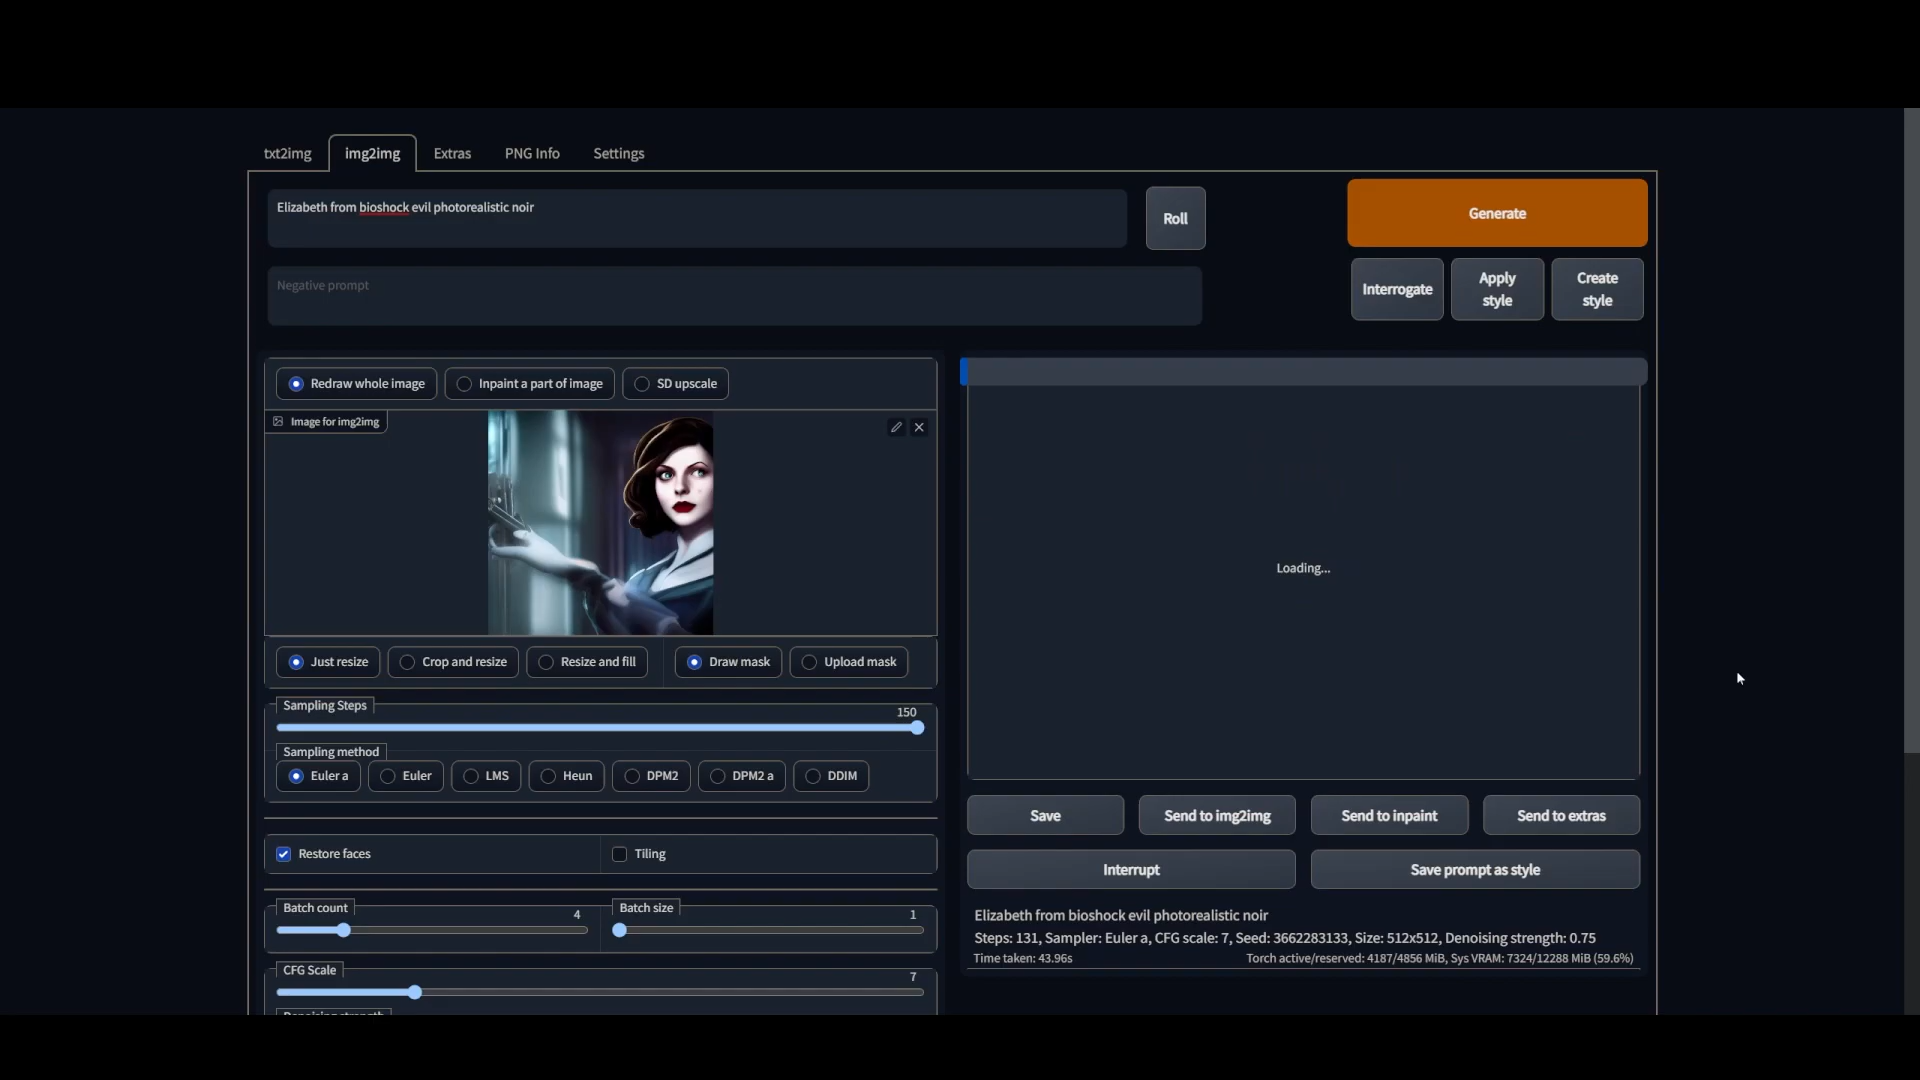 txt2img
img2img
Extras
PNG Info
Settings
Elizabeth from bioshock evil photorealistic noir
Roll
Generate
Negative prompt
Interrogate
Apply
style
Create
style
Redraw whole image
Inpaint a part of image
SD upscale
Image for img2img
Loading...
Just resize
Crop and resize
Resize and fill
Draw mask
Upload mask
Sampling Steps
150
Sampling method
Euler a
Euler
LMS
Heun
DPM2
DPM2 a
DDIM
Save
Send to img2img
Send to inpaint
Send to extras
Restore faces
Tiling
Interrupt
Save prompt as style
Batch count
4
Batch size
1
Elizabeth from bioshock evil photorealistic noir
Steps: 131, Sampler: Euler a, CFG scale: 7, Seed: 3662283133, Size: 512x512, Denoising strength: 0.75
Time taken: 43.96s
Torch active/reserved: 4187/4856 MiB, Sys VRAM: 7324/12288 MiB (59.6%)
CFG Scale
7
Denoising strength